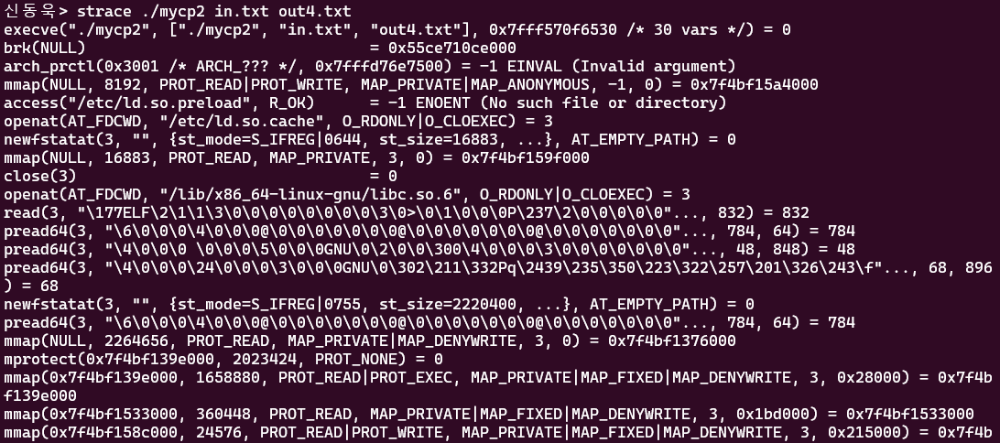 신동욱> strace ./mycp2 in.txt out4.txt
execve("./mycp2", ["./mycp2", "in.txt", "out4.txt"], 0x7fff570f6530 /* 30 vars */) = 0
brk(NULL)                               = 0x55ce710ce000
arch_prctl(0x3001 /* ARCH_??? */, 0x7fffd76e7500) = -1 EINVAL (Invalid argument)
mmap(NULL, 8192, PROT_READ|PROT_WRITE, MAP_PRIVATE|MAP_ANONYMOUS, -1, 0) = 0x7f4bf15a4000
access("/etc/ld.so.preload", R_OK)      = -1 ENOENT (No such file or directory)
openat(AT_FDCWD, "/etc/ld.so.cache", O_RDONLY|O_CLOEXEC) = 3
newfstatat(3, "", {st_mode=S_IFREG|0644, st_size=16883, ...}, AT_EMPTY_PATH) = 0
mmap(NULL, 16883, PROT_READ, MAP_PRIVATE, 3, 0) = 0x7f4bf159f000
close(3)                                = 0
openat(AT_FDCWD, "/lib/x86_64-linux-gnu/libc.so.6", O_RDONLY|O_CLOEXEC) = 3
read(3, "\177ELF\2\1\1\3\0\0\0\0\0\0\0\0\3\0>\0\1\0\0\0P\237\2\0\0\0\0\0"..., 832) = 832
pread64(3, "\6\0\0\0\4\0\0\0@\0\0\0\0\0\0\0@\0\0\0\0\0\0\0@\0\0\0\0\0\0\0"..., 784, 64) = 784
pread64(3, "\4\0\0\0 \0\0\0\5\0\0\0GNU\0\2\0\0\300\4\0\0\0\3\0\0\0\0\0\0\0"..., 48, 848) = 48
pread64(3, "\4\0\0\0\24\0\0\0\3\0\0\0GNU\0\302\211\332Pq\2439\235\350\223\322\257\201\326\243\f"..., 68, 896
) = 68
newfstatat(3, "", {st_mode=S_IFREG|0755, st_size=2220400, ...}, AT_EMPTY_PATH) = 0
pread64(3, "\6\0\0\0\4\0\0\0@\0\0\0\0\0\0\0@\0\0\0\0\0\0\0@\0\0\0\0\0\0\0"..., 784, 64) = 784
mmap(NULL, 2264656, PROT_READ, MAP_PRIVATE|MAP_DENYWRITE, 3, 0) = 0x7f4bf1376000
mprotect(0x7f4bf139e000, 2023424, PROT_NONE) = 0
mmap(0x7f4bf139e000, 1658880, PROT_READ|PROT_EXEC, MAP_PRIVATE|MAP_FIXED|MAP_DENYWRITE, 3, 0x28000) = 0x7f4b
f139e000
mmap(0x7f4bf1533000, 360448, PROT_READ, MAP_PRIVATE|MAP_FIXED|MAP_DENYWRITE, 3, 0x1bd000) = 0x7f4bf1533000
mmap(0x7f4bf158c000, 24576, PROT_READ|PROT_WRITE, MAP_PRIVATE|MAP_FIXED|MAP_DENYWRITE, 3, 0x215000) = 0x7f4b